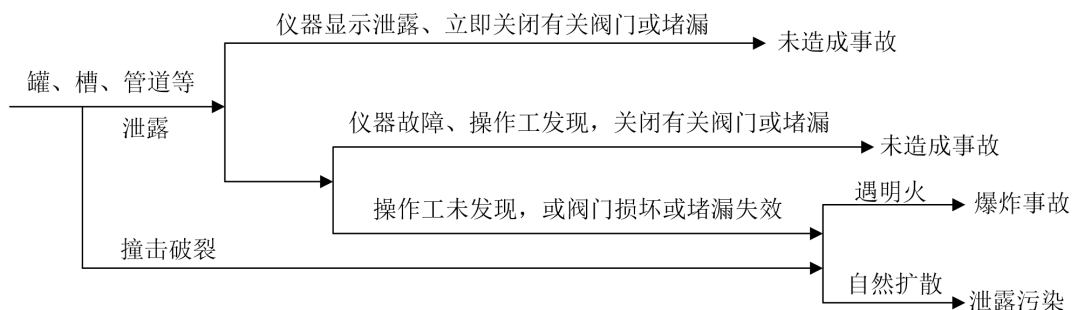 仪器显示泄露、立即关闭有关阀门或堵漏
未造成事故
罐、槽、管道等
泄露
仪器故障、操作工发现，关闭有关阀门或堵漏
未造成事故
操作工未发现，或阀门损坏或堵漏失效
遇明火
爆炸事故
撞击破裂
自然扩散
泄露污染